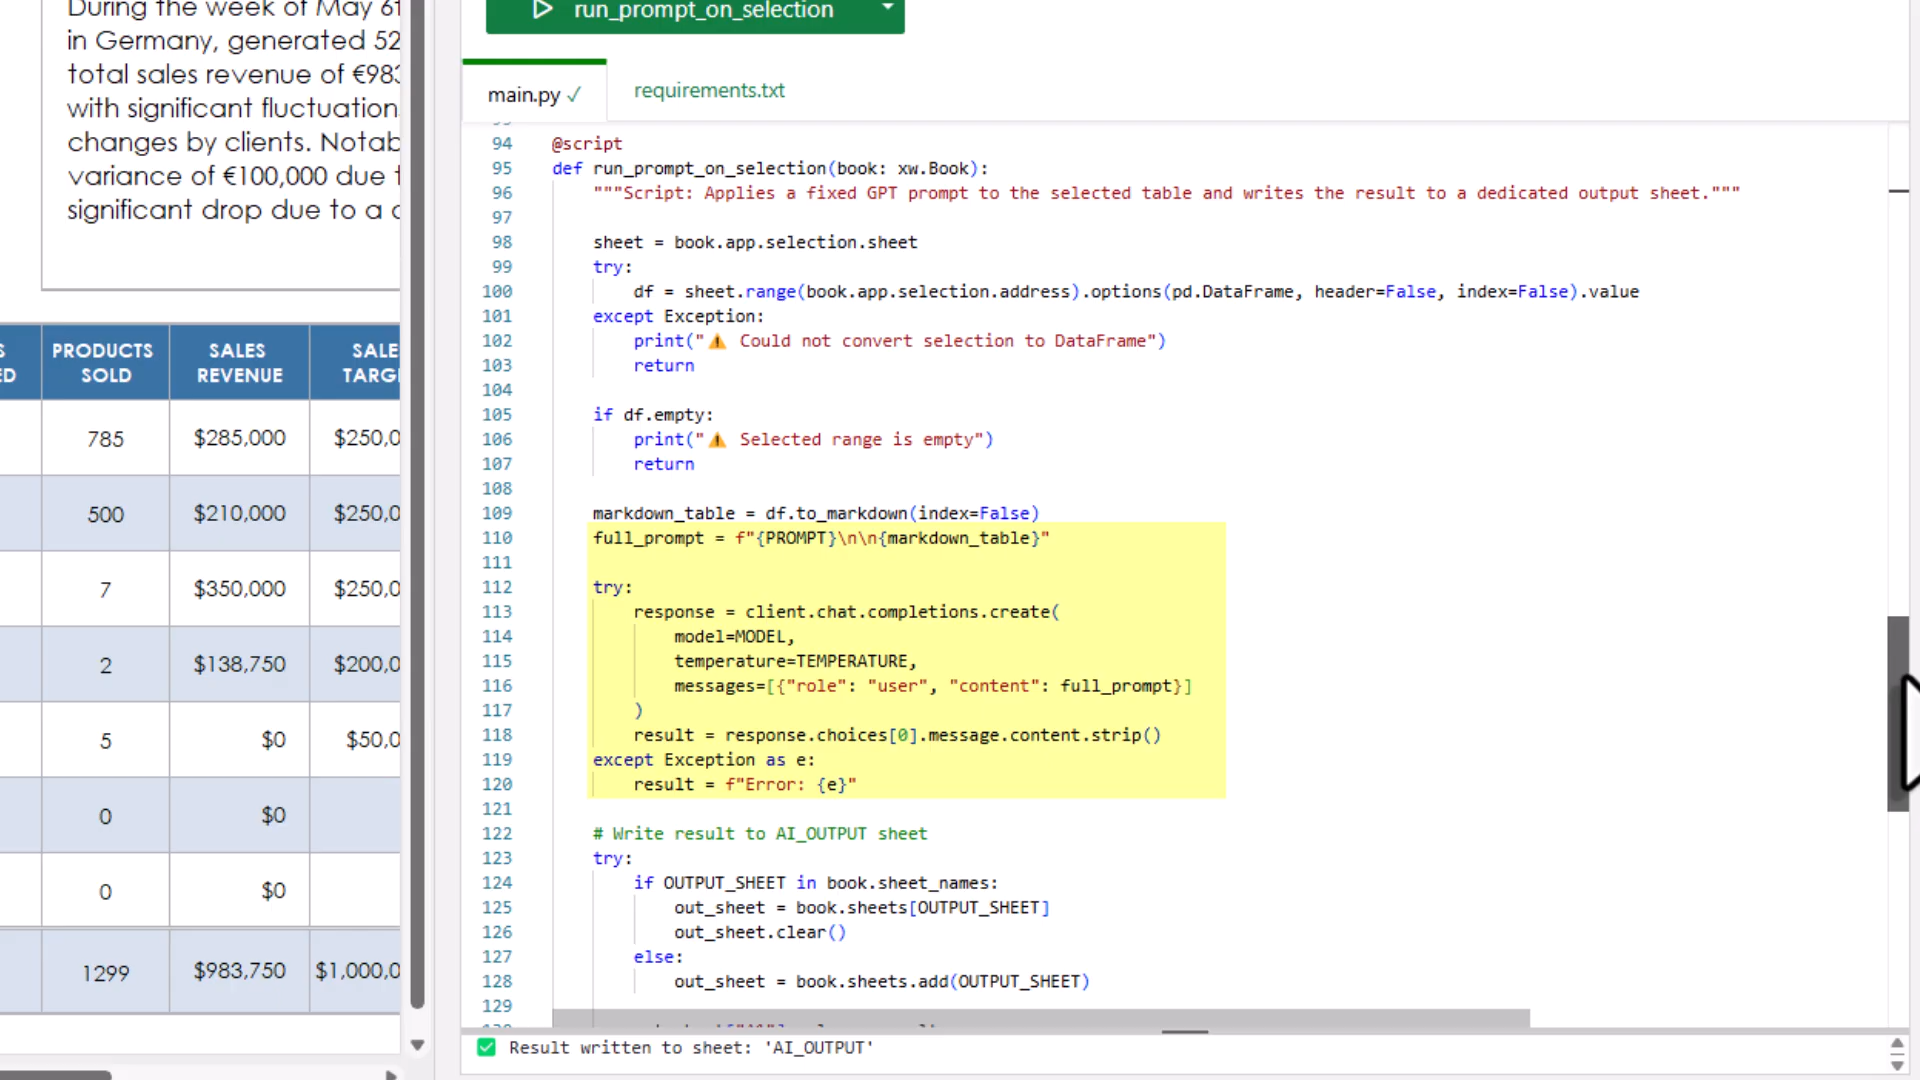 During the week of May 6t
in Germany, generated 52
total sales revenue of €983
with significant fluctuation
changes by clients. Notab
variance of €100,000 due t
significant drop due to a c
PRODUCTS SOLD SALES REVENUE SALE TARG
785 $285,000 $250,0
500 $210,000 $250,0
7 $350,000 $250,0
2 $138,750 $200,0
5 $0 $50,0
0 $0
0 $0
1299 $983,750 $1,000,0
run_prompt_on_selection
main.py ✓ requirements.txt
94 @script
95 def run_prompt_on_selection(book: xw.Book):
96 """Script: Applies a fixed GPT prompt to the selected table and writes the result to a dedicated output sheet."""
97
98 sheet = book.app.selection.sheet
99 try:
100 df = sheet.range(book.app.selection.address).options(pd.DataFrame, header=False, index=False).value
101 except Exception:
102 print("⚠️ Could not convert selection to DataFrame")
103 return
104
105 if df.empty:
106 print("⚠️ Selected range is empty")
107 return
108
109 markdown_table = df.to_markdown(index=False)
110 full_prompt = f"{PROMPT}\n\n{markdown_table}"
111
112 try:
113 response = client.chat.completions.create(
114 model=MODEL,
115 temperature=TEMPERATURE,
116 messages=[{"role": "user", "content": full_prompt}]
117 )
118 result = response.choices[0].message.content.strip()
119 except Exception as e:
120 result = f"Error: {e}"
121
122 # Write result to AI_OUTPUT sheet
123 try:
124 if OUTPUT_SHEET in book.sheet_names:
125 out_sheet = book.sheets[OUTPUT_SHEET]
126 out_sheet.clear()
127 else:
128 out_sheet = book.sheets.add(OUTPUT_SHEET)
129
✅ Result written to sheet: 'AI_OUTPUT'